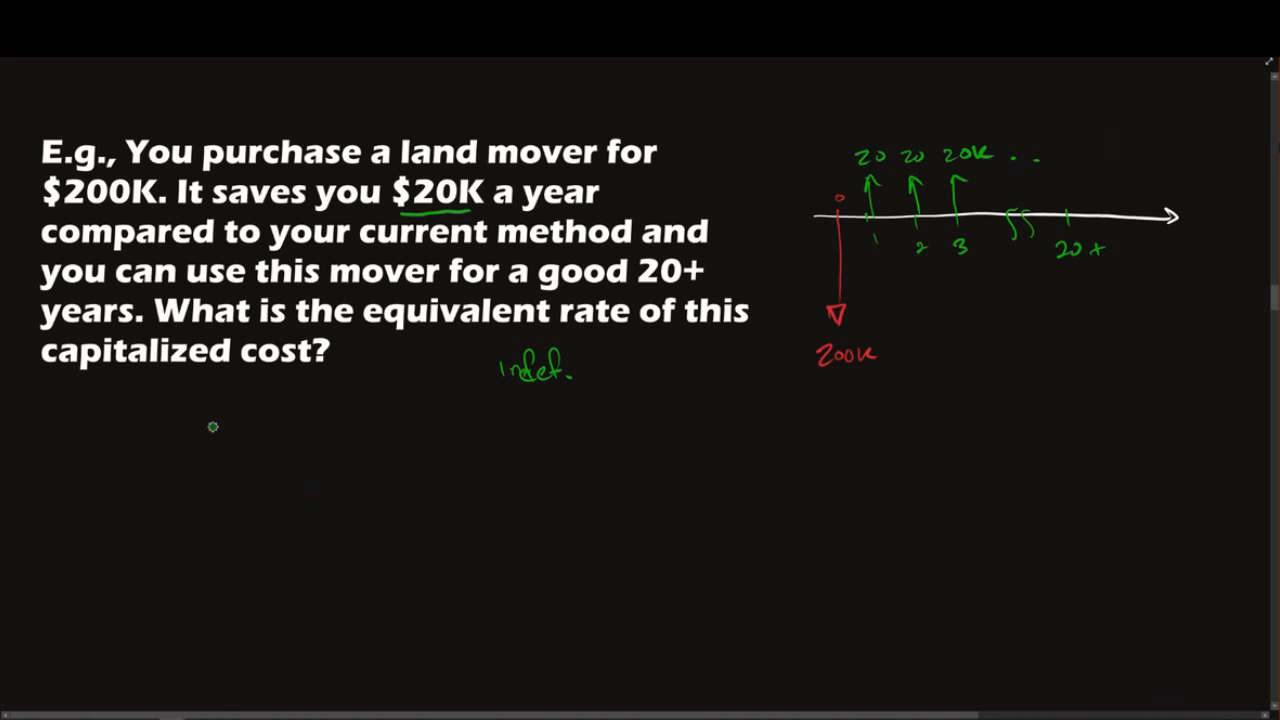 E.g., You purchase a land mover for
$200K. It saves you $20K a year
compared to your current method and
you can use this mover for a good 20+
years. What is the equivalent rate of this
capitalized cost?
indef.
20 20 20K . .
0
1 2 3 20+
200K